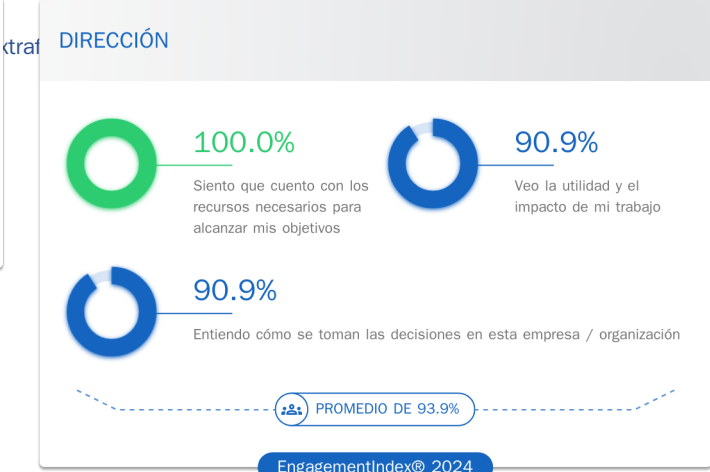 DIRECCIÓN
100.0%
Siento que cuento con los
recursos necesarios para
alcanzar mis objetivos
90.9%
Veo la utilidad y el
impacto de mi trabajo
90.9%
Entiendo cómo se toman las decisiones en esta empresa / organización
PROMEDIO DE 93.9%
EngagementIndex® 2024